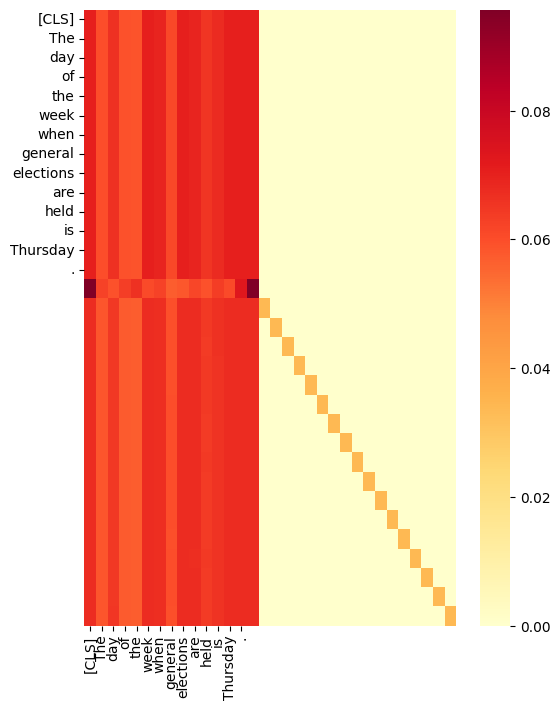 [CLS]
The
day
of
the
week
when
general
elections
are
held
is
Thursday
.
0.08
0.06
0.04
0.02
0.00
[CLS]
The
day
of
the
week
when
general
elections
are
held
is
Thursday
.